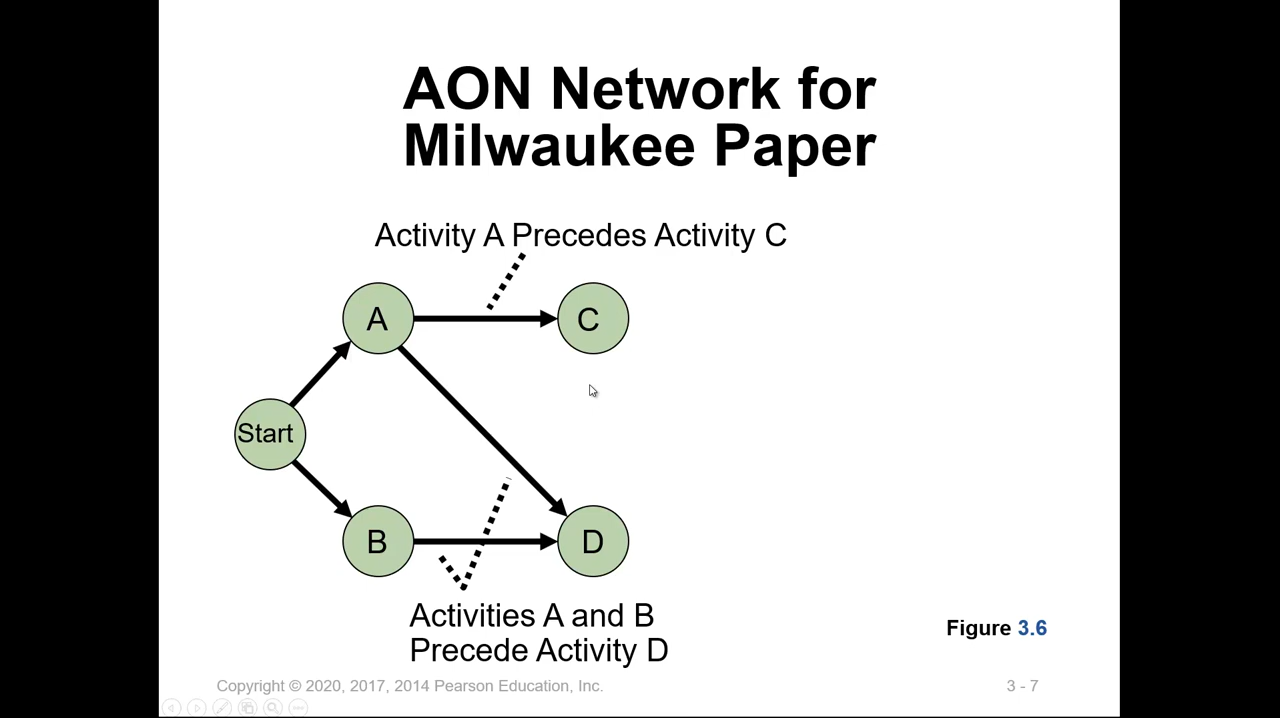 AON Network for
Milwaukee Paper
Activity A Precedes Activity C
A
C
Start
B
D
Activities A and B
Precede Activity D
Figure 3.6
Copyright © 2020, 2017, 2014 Pearson Education, Inc.
3 - 7